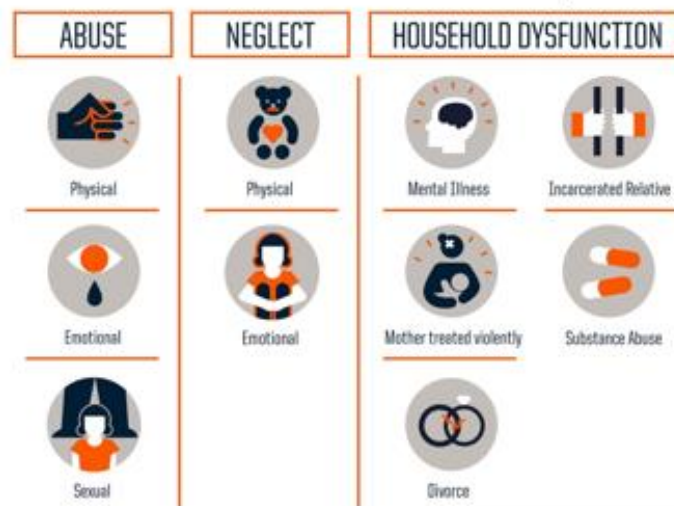 ABUSE
NEGLECT
HOUSEHOLD DYSFUNCTION
Physical
Physical
Mental Illness
Incarcerated Relative
Emotional
Emotional
Mother treated violently
Substance Abuse
Sexual
Divorce